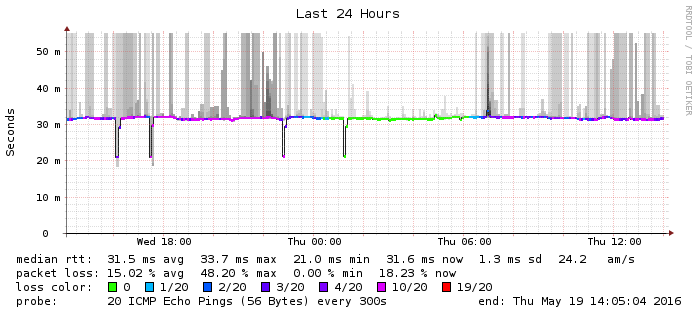 Last 24 Hours
RRDTOOL / TOBI OETIKER
Seconds
50 m
40 m
30 m
20 m
10 m
0
Wed 18:00 Thu 00:00 Thu 06:00 Thu 12:00
median rtt: 31.5 ms avg 33.7 ms max 21.0 ms min 31.6 ms now 1.3 ms sd 24.2 am/s
packet loss: 15.02 % avg 48.20 % max 0.00 % min 18.23 % now
loss color: 0 1/20 2/20 3/20 4/20 10/20 19/20
probe: 20 ICMP Echo Pings (56 Bytes) every 300s end: Thu May 19 14:05:04 2016